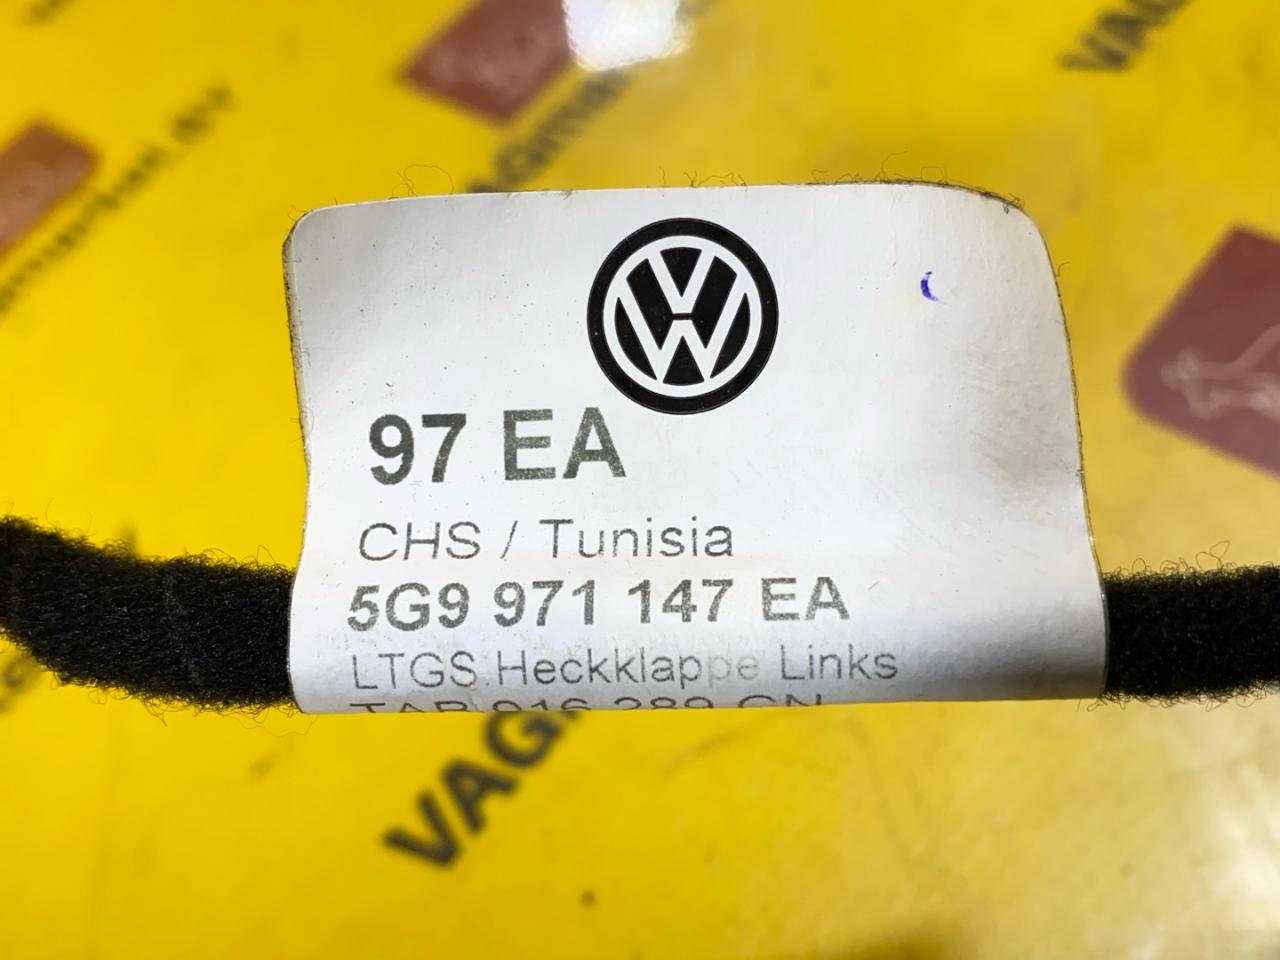 97 EA
CHS / Tunisia
5G9 971 147 EA
LTGS Heckklappe Links